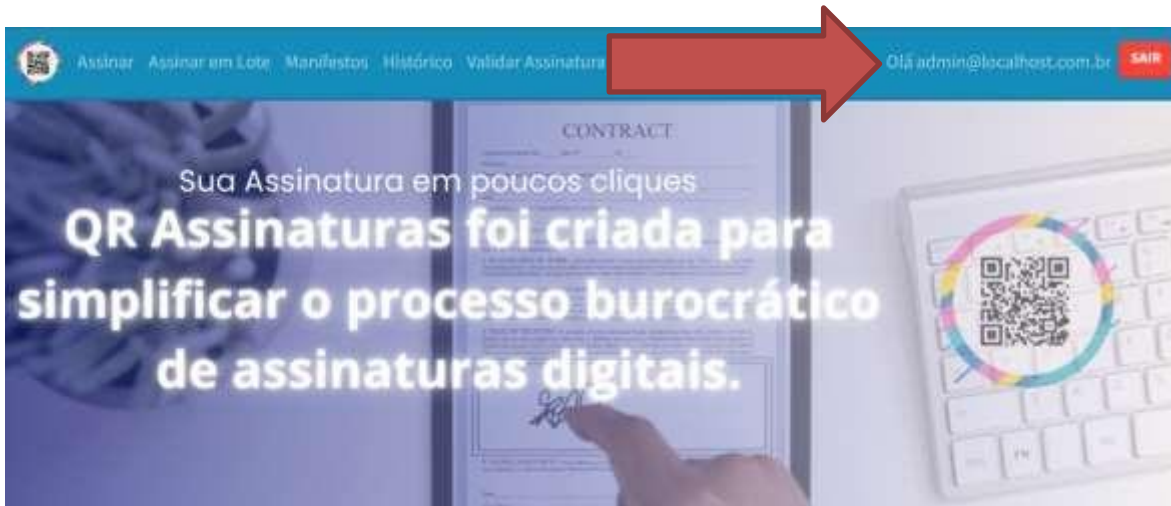 Assinar Assinar em Lote Manifestos Histórico Validar Assinatura Olá admin@localhost.com.br SAIR
CONTRACT
Sua Assinatura em poucos cliques
QR Assinaturas foi criada para
simplificar o processo burocrático
de assinaturas digitais.